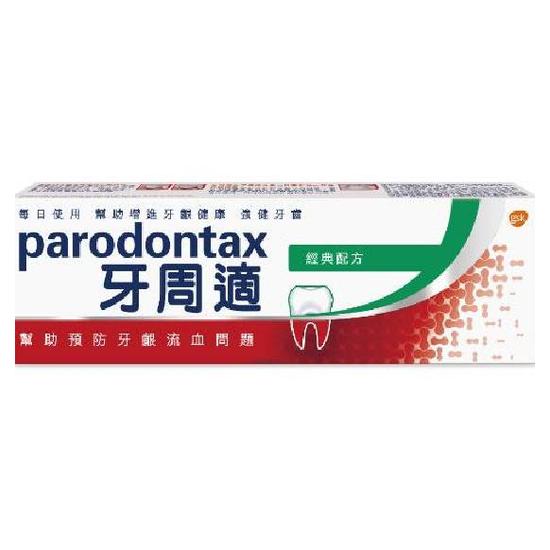 每日使用 幫助增進牙齦健康 強健牙齒
parodontax
牙周適
經典配方
gsk
幫助預防牙齦流血問題